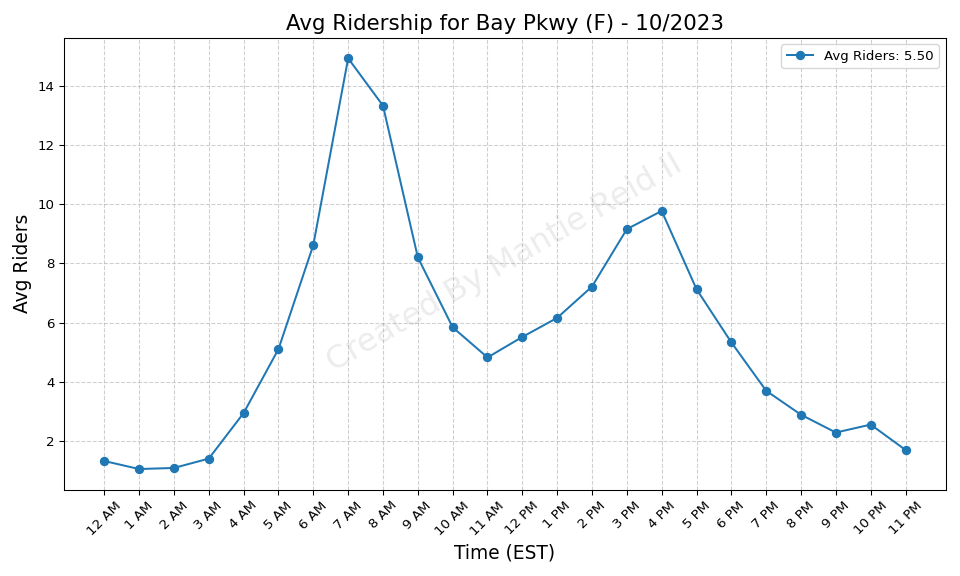 Avg Ridership for Bay Pkwy (F) - 10/2023
Avg Riders: 5.50
Avg Riders
14
12
10
8
6
4
2
Created By Mantle Reid II
12 AM
1 AM
2 AM
3 AM
4 AM
5 AM
6 AM
7 AM
8 AM
9 AM
10 AM
11 AM
12 PM
1 PM
2 PM
3 PM
4 PM
5 PM
6 PM
7 PM
8 PM
9 PM
10 PM
11 PM
Time (EST)